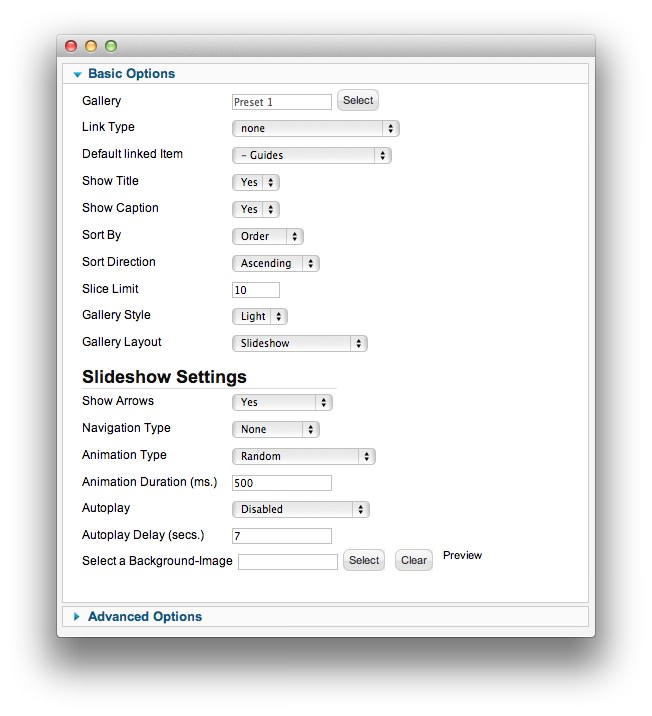 Basic Options
Gallery Preset 1 Select
Link Type none
Default linked Item - Guides
Show Title Yes
Show Caption Yes
Sort By Order
Sort Direction Ascending
Slice Limit 10
Gallery Style Light
Gallery Layout Slideshow
Slideshow Settings
Show Arrows Yes
Navigation Type None
Animation Type Random
Animation Duration (ms.) 500
Autoplay Disabled
Autoplay Delay (secs.) 7
Select a Background-Image Select Clear Preview
Advanced Options